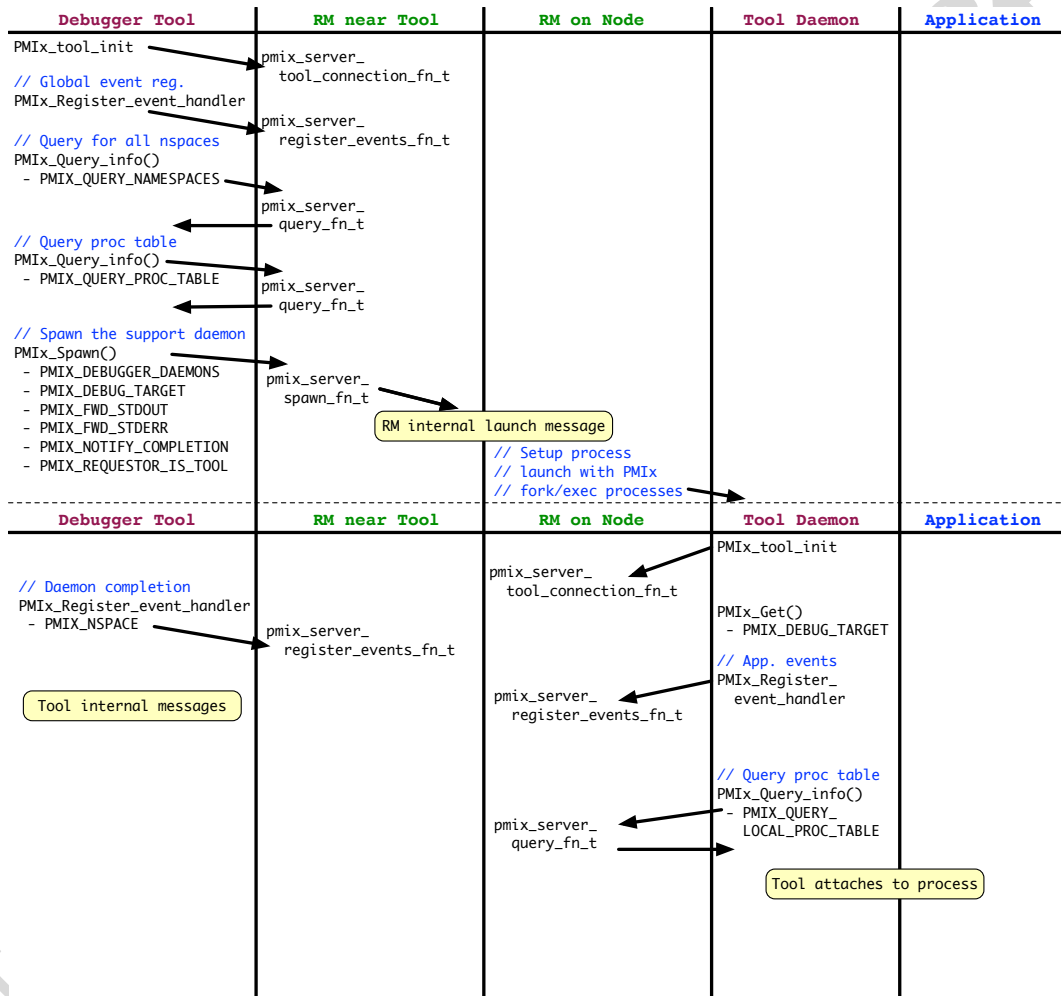 Debugger Tool
RM near Tool
RM on Node
Tool Daemon
Application
PMIx_tool_init
pmix_server_
tool_connection_fn_t
// Global event reg.
PMIx_Register_event_handler
pmix_server_
register_events_fn_t
// Query for all nspaces
PMIx_Query_info()
- PMIX_QUERY_NAMESPACES
pmix_server_
query_fn_t
// Query proc table
PMIx_Query_info()
- PMIX_QUERY_PROC_TABLE
pmix_server_
query_fn_t
// Spawn the support daemon
PMIx_Spawn()
- PMIX_DEBUGGER_DAEMONS
- PMIX_DEBUG_TARGET
- PMIX_FWD_STDOUT
- PMIX_FWD_STDERR
- PMIX_NOTIFY_COMPLETION
- PMIX_REQUESTOR_IS_TOOL
pmix_server_
spawn_fn_t
RM internal launch message
// Setup process
// launch with PMIx
// fork/exec processes
Debugger Tool
RM near Tool
RM on Node
Tool Daemon
Application
PMIx_tool_init
pmix_server_
tool_connection_fn_t
// Daemon completion
PMIx_Register_event_handler
- PMIX_NSPACE
pmix_server_
register_events_fn_t
PMIx_Get()
- PMIX_DEBUG_TARGET
// App. events
PMIx_Register_
event_handler
pmix_server_
register_events_fn_t
Tool internal messages
// Query proc table
PMIx_Query_info()
- PMIX_QUERY_
LOCAL_PROC_TABLE
pmix_server_
query_fn_t
Tool attaches to process